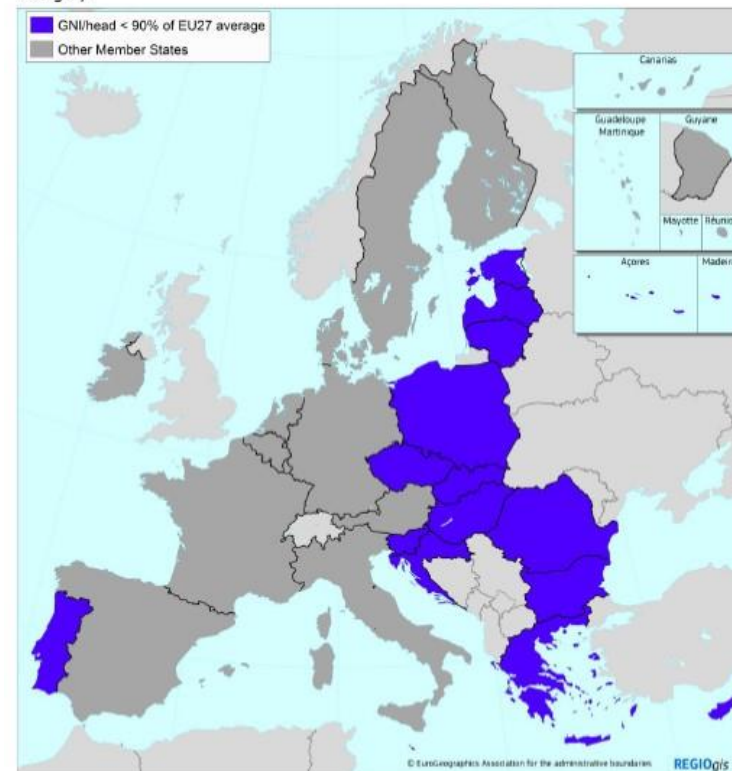 GNI/head < 90% of EU27 average
Other Member States
Canarias
Guadeloupe
Martinique
Guyane
Mayotte
Açores
© EuroGeographics Association for the administrative boundaries
REGIOgis